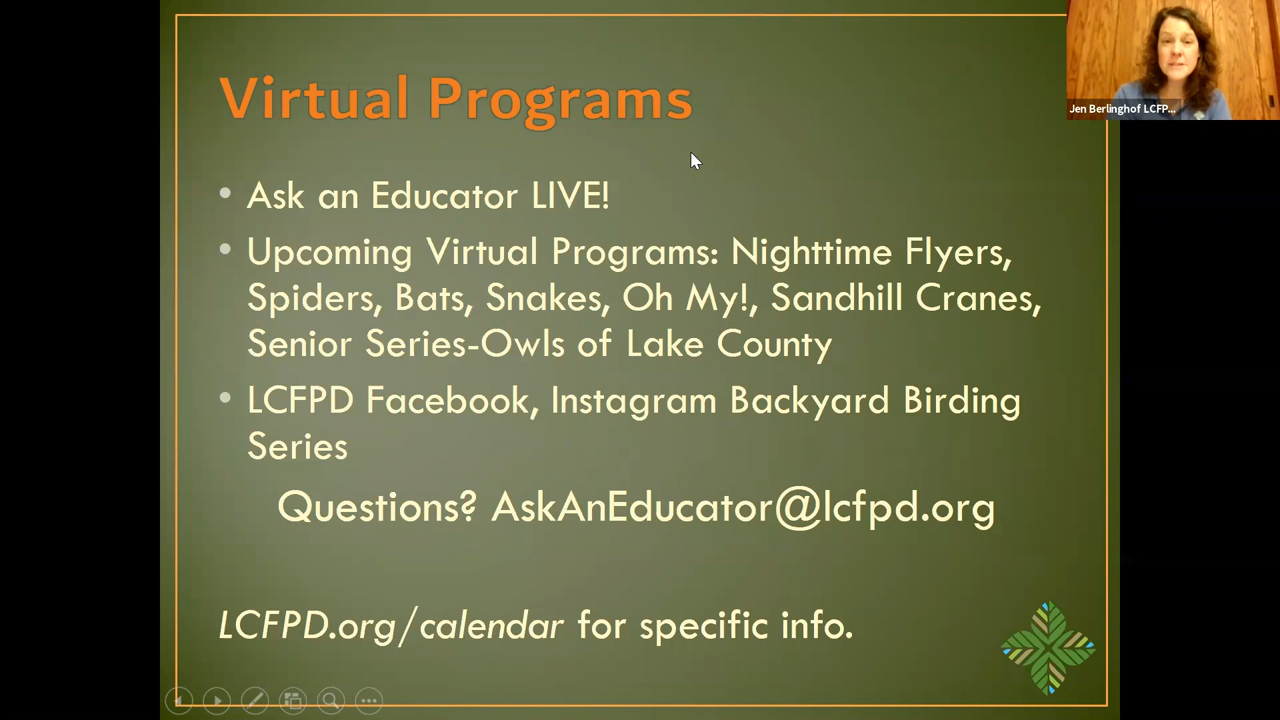 Virtual Programs
Jen Berlinghof LCFP...
• Ask an Educator LIVE!
• Upcoming Virtual Programs: Nighttime Flyers,
Spiders, Bats, Snakes, Oh My!, Sandhill Cranes,
Senior Series-Owls of Lake County
• LCFPD Facebook, Instagram Backyard Birding
Series
Questions? AskAnEducator@lcfpd.org
LCFPD.org/calendar for specific info.